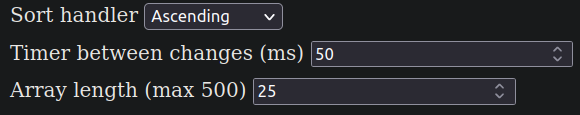 Sort handler Ascending
Timer between changes (ms) 50
Array length (max 500) 25